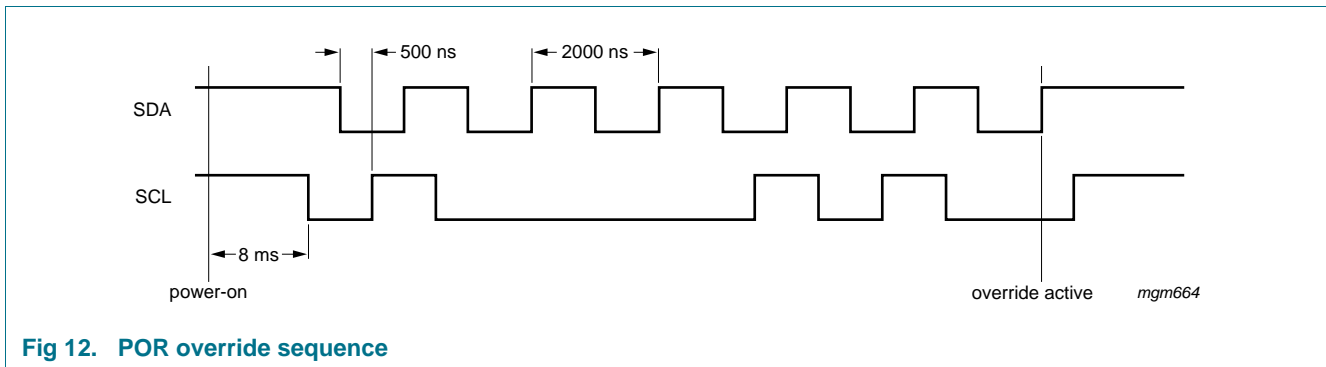 500 ns
2000 ns
SDA
SCL
8 ms
power-on
override active
mgm664
Fig 12. POR override sequence